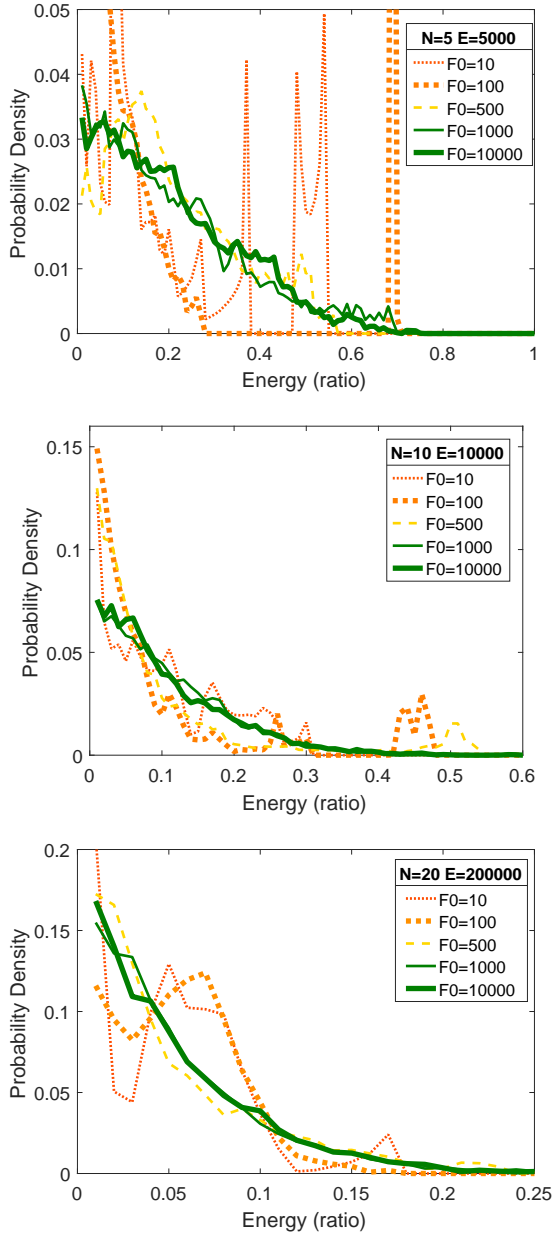 0.05
0.04
0.03
0.02
0.01
0
Probability Density
N=5 E=5000
F0=10
F0=100
F0=500
F0=1000
F0=10000
0 0.2 0.4 0.6 0.8 1
Energy (ratio)
0.15
0.1
0.05
0
Probability Density
N=10 E=10000
F0=10
F0=100
F0=500
F0=1000
F0=10000
0 0.1 0.2 0.3 0.4 0.5 0.6
Energy (ratio)
0.2
0.15
0.1
0.05
0
Probability Density
N=20 E=200000
F0=10
F0=100
F0=500
F0=1000
F0=10000
0 0.05 0.1 0.15 0.2 0.25
Energy (ratio)